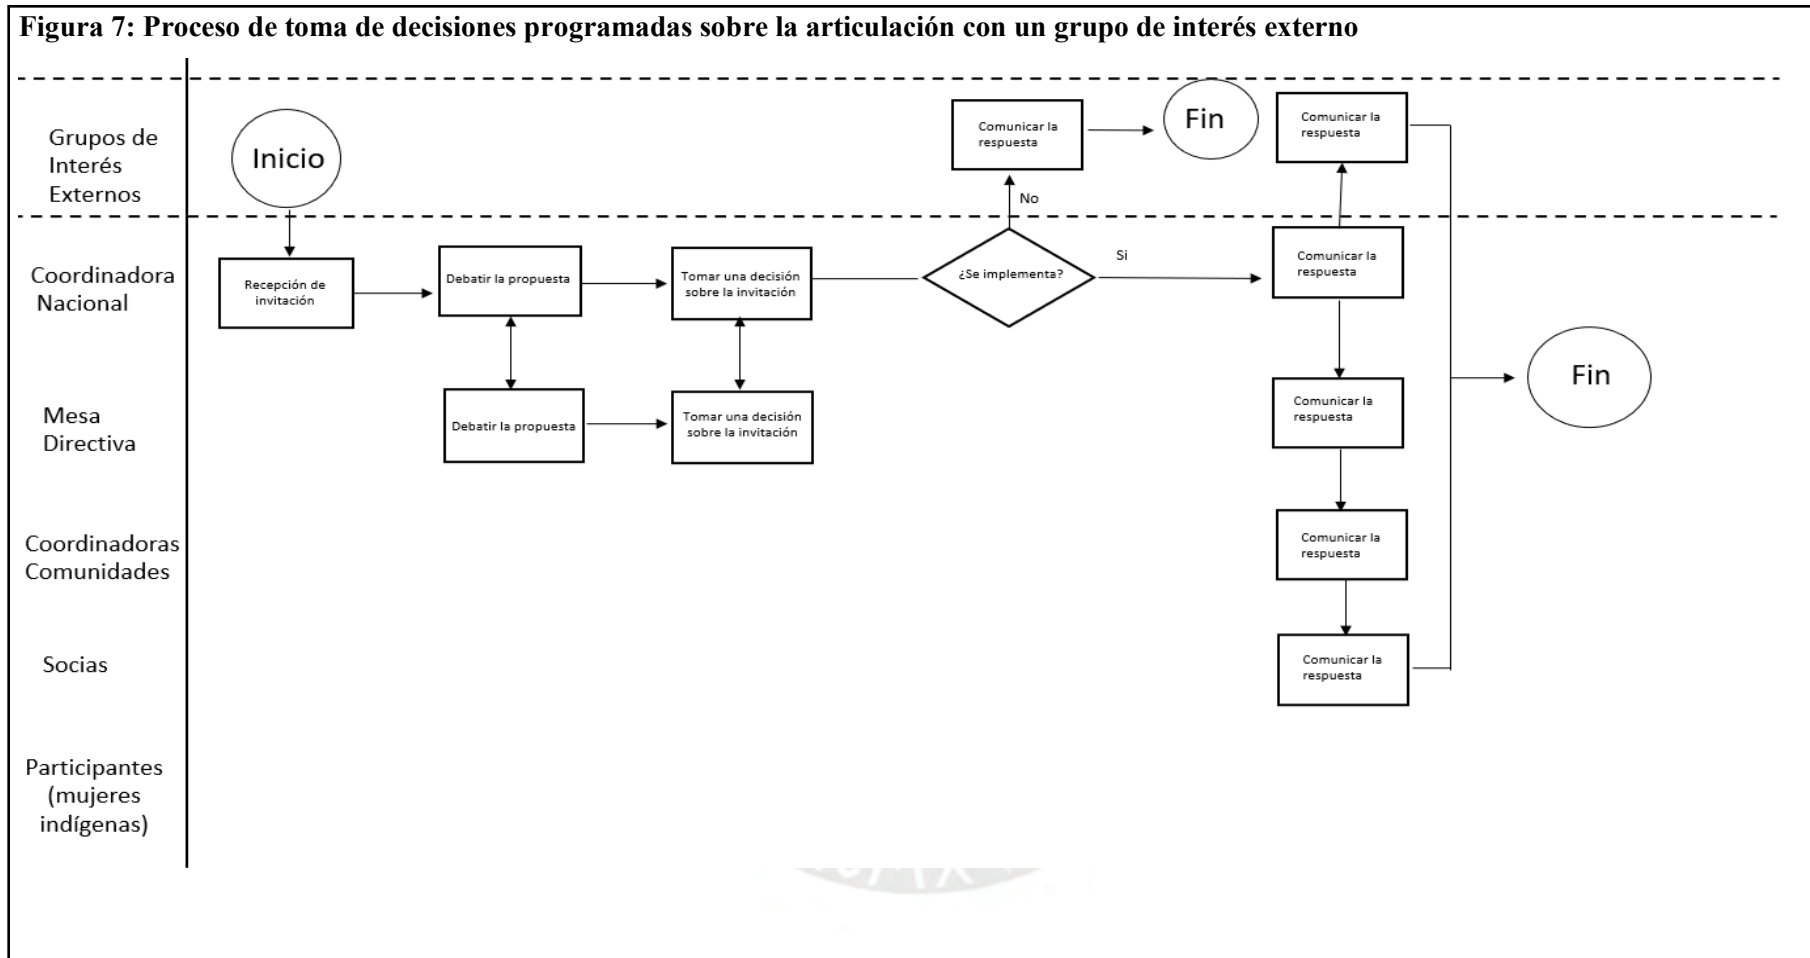 Figura 7: Proceso de toma de decisiones programadas sobre la articulación con un grupo de interés externo
Grupos de
Interés
Externos
Inicio
Comunicar la
respuesta
Fin
Comunicar la
respuesta
No
Coordinadora
Nacional
Recepción de
invitación
Debatir la propuesta
Tomar una decisión
sobre la invitación
¿Se implementa?
Si
Comunicar la
respuesta
Fin
Mesa
Directiva
Debatir la propuesta
Tomar una decisión
sobre la invitación
Comunicar la
respuesta
Coordinadoras
Comunidades
Comunicar la
respuesta
Socias
Comunicar la
respuesta
Participantes
(mujeres
indígenas)